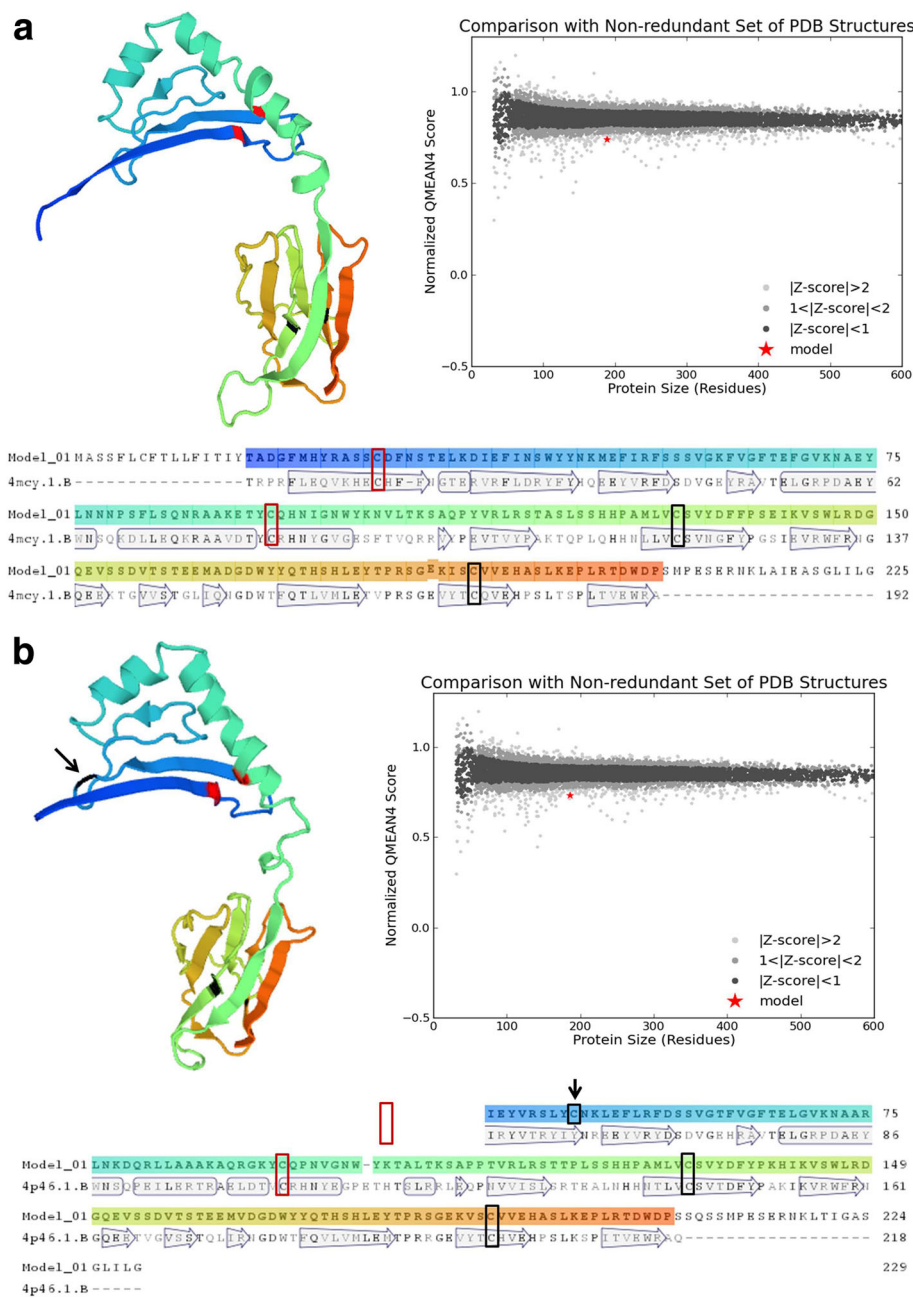 a
Comparison with Non-redundant Set of PDB Structures
Normalized QMEAN4 Score
1.0
0.5
0.0
−0.5
|Z-score|>2
1<|Z-score|<2
|Z-score|<1
model
0 100 200 300 400 500 600
Protein Size (Residues)
Model_01 MASSFLCFTLLFITIYTADGFMHYRASSCDFNSTELKDIEFINSWYYNKMEFIRFSSSVGKFVGFTEFGVKNAEY 75
4mcy.1.B -----------------TRPRFLEQVKHECHF-FNGTERVRFLDRYFYHQEEYVRFDSDVGEYRAVTELGRPDAEY 62
Model_01 LNNNPSFLSQNRAAKETYCQHNIGNWYKNVLTKSAQPYVRLRSTASLSSHHPAMLVCSVYDFFPSEIKVSWLRDG 150
4mcy.1.B WNSQKDLLEQKRAAVDTYCRHNYGVGESFTVQRRVYPEVTVYPAKTQPLQHHNLLVCSVNGFYPGSIEVRWFRNG 137
Model_01 QEVSSDVTSTEEMADGDWYYQTHSHLEYTPRSGEKISCVVEHASLKEPLRTDWDPSMPESERNKLAIEASGLILG 225
4mcy.1.B QEEKTGVVSTGLIQNGDWTFQTLVMLETVPRSGEVYTCQVEHPSLTSPLTVEWRA-------------------- 192
b
Comparison with Non-redundant Set of PDB Structures
Normalized QMEAN4 Score
1.0
0.5
0.0
−0.5
|Z-score|>2
1<|Z-score|<2
|Z-score|<1
model
0 100 200 300 400 500 600
Protein Size (Residues)
IEYVRSLYCNKLEFLRFDSSVGTFVGFTELGVKNAAR 75
IRYVTRYIYNREEYVRYDSDVGEHRAVTELGRPDAEY 86
Model_01 LNKDQRLLAAAKAQRGKYCQPNVGNW-YKTALTKSAPPTVRLRSTTPLSSHHPAMLVCSVYDFYPKHIKVSWLRD 149
4p46.1.B WNSQPEILERTRAELDTVCRHNYEGPETHTSLRRLEQPNVVISLSRTEALNHHNTLVCSVTDFYPAKIKVRWFRN 161
Model_01 GQEVSSDVTSTEEMVDGDWYYQTHSHLEYTPRSGEKVSCVVEHASLKEPLRTDWDPSSQSSMPESERNKLTIGAS 224
4p46.1.B GQEETVGVSSTQLIRNGDWTFQVLVMLEMTPRRGEVYTCHVEHPSLKSPITVEWRAQ------------------ 218
Model_01 GLILG 229
4p46.1.B -----